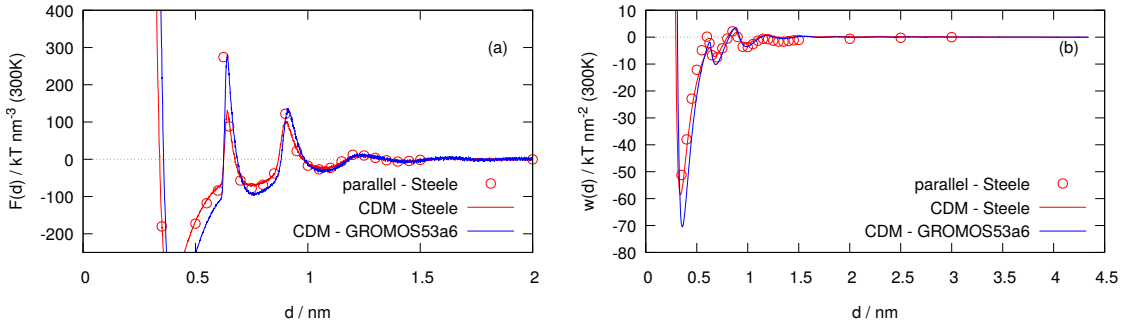 400
300
200
100
0
-100
-200
0
0.5
1
1.5
2
F(d) / kT nm⁻³ (300K)
d / nm
(a)
parallel - Steele
CDM - Steele
CDM - GROMOS53a6
10
0
-10
-20
-30
-40
-50
-60
-70
-80
0
0.5
1
1.5
2
2.5
3
3.5
4
4.5
w(d) / kT nm⁻² (300K)
d / nm
(b)
parallel - Steele
CDM - Steele
CDM - GROMOS53a6